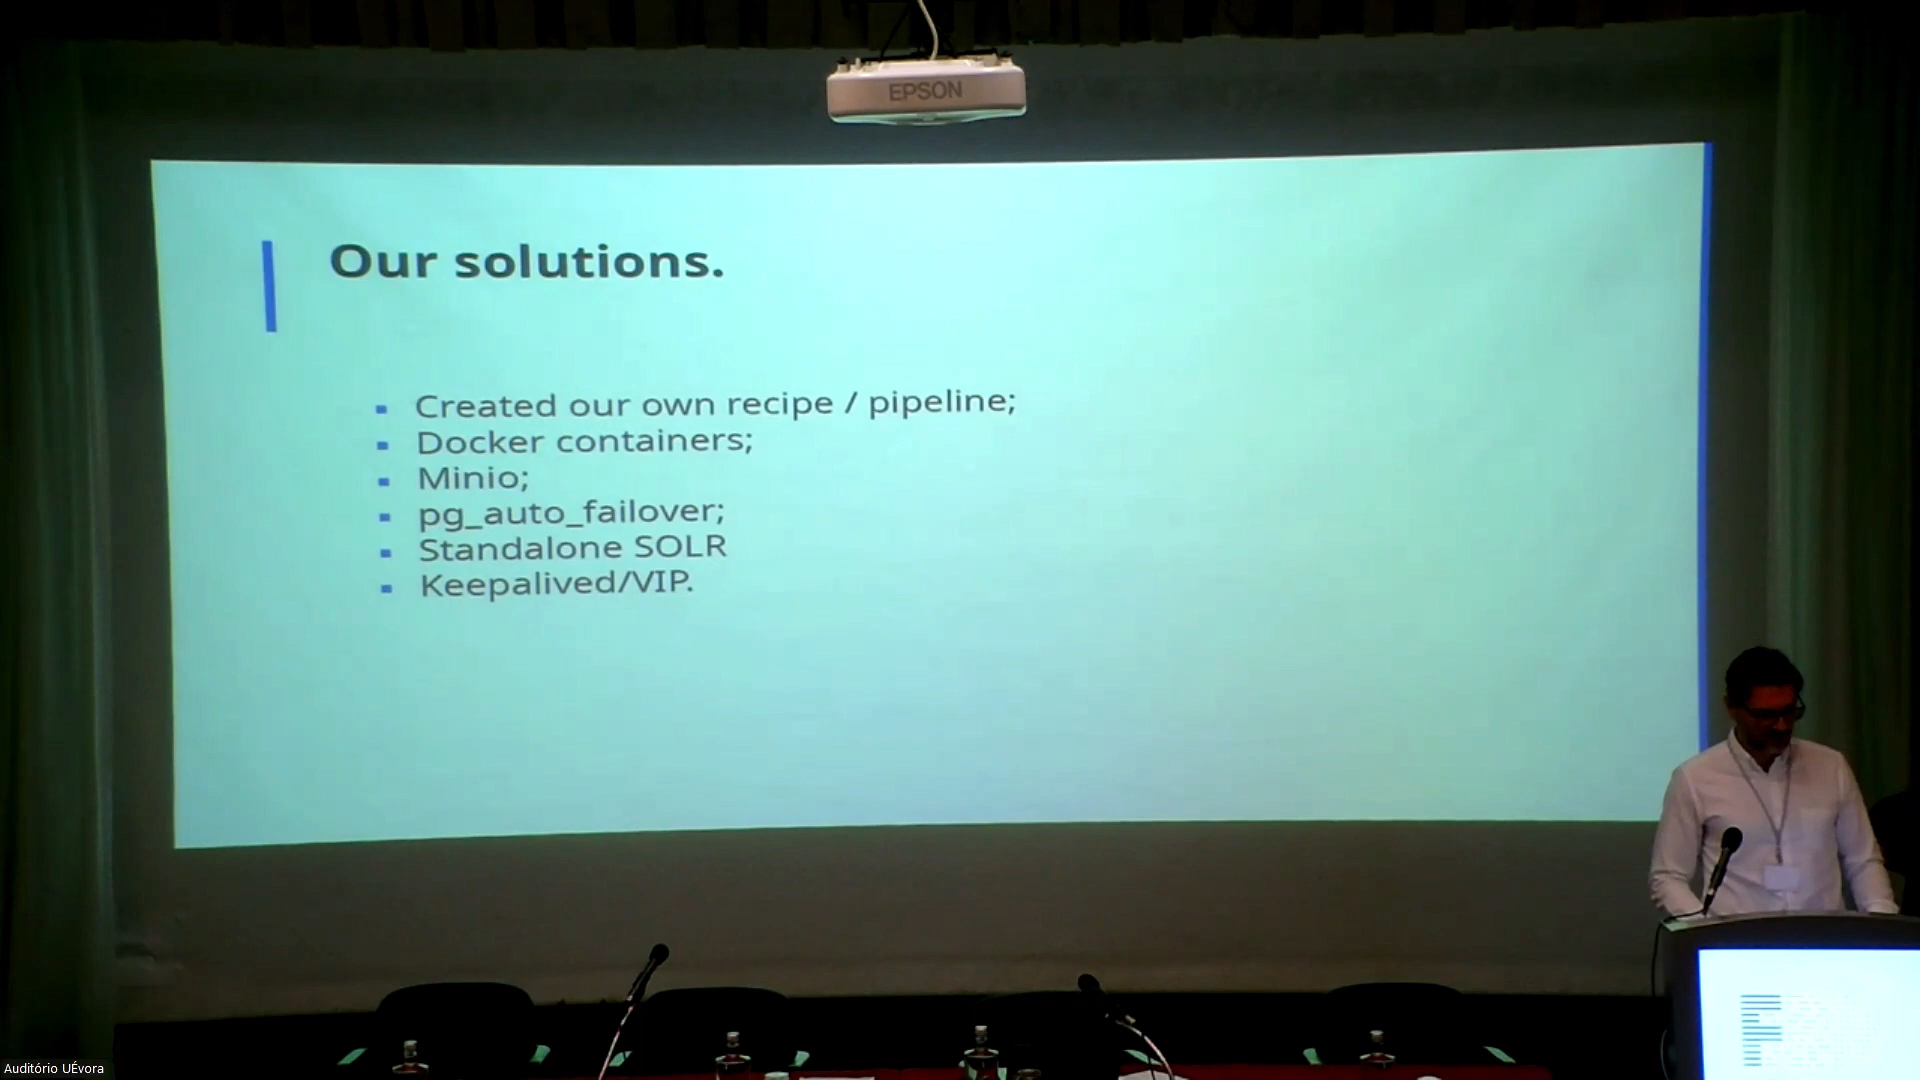 EPSON
Our solutions.
Created our own recipe / pipeline;
Docker containers;
Minio;
pg_auto_failover;
Standalone SOLR
Keepalived/VIP.
Auditório UÉvora